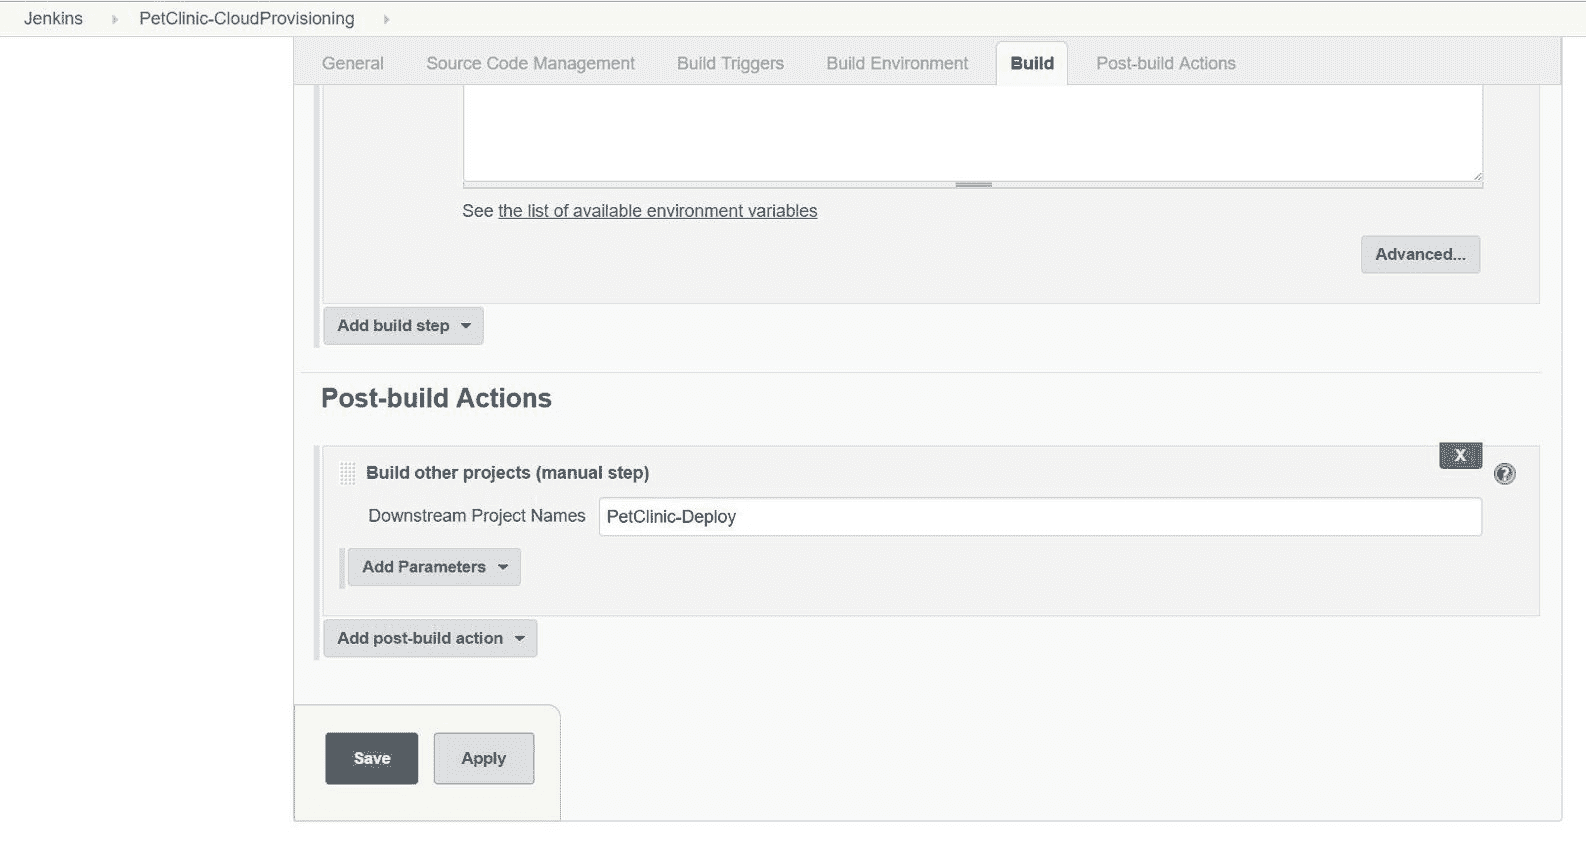 Jenkins PetClinic-CloudProvisioning
General Source Code Management Build Triggers Build Environment Build Post-build Actions
See the list of available environment variables
Advanced...
Add build step
Post-build Actions
X
Build other projects (manual step) ?
Downstream Project Names PetClinic-Deploy
Add Parameters
Add post-build action
Save Apply